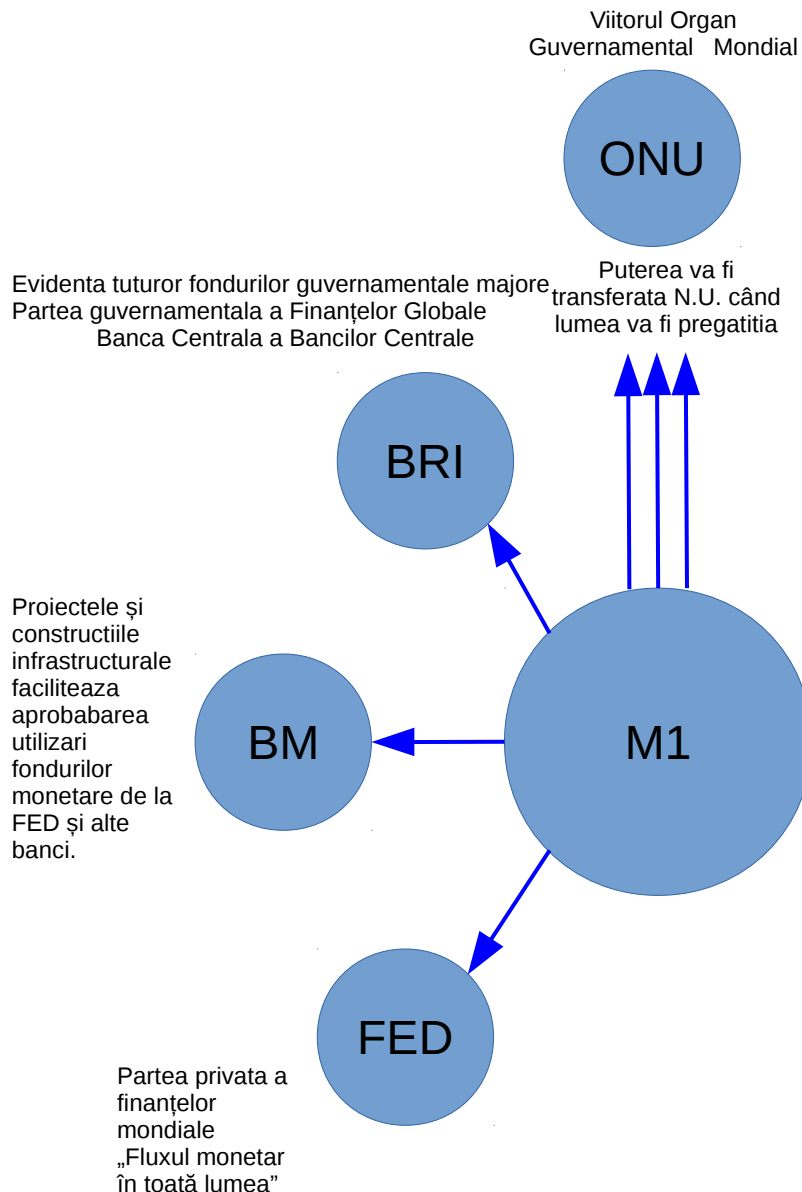 Viitorul Organ
Guvernamental Mondial
ONU
Puterea va fi
transferata N.U. când
lumea va fi pregatitia
Evidenta tuturor fondurilor guvernamentale majore
Partea guvernamentala a Finanțelor Globale
Banca Centrala a Bancilor Centrale
BRI
Proiectele și
constructiile
infrastructurale
faciliteaza
aprobabarea
utilizari
fondurilor
monetare de la
FED și alte
banci.
BM
M1
FED
Partea privata a
finanțelor
mondiale
„Fluxul monetar
în toată lumea”